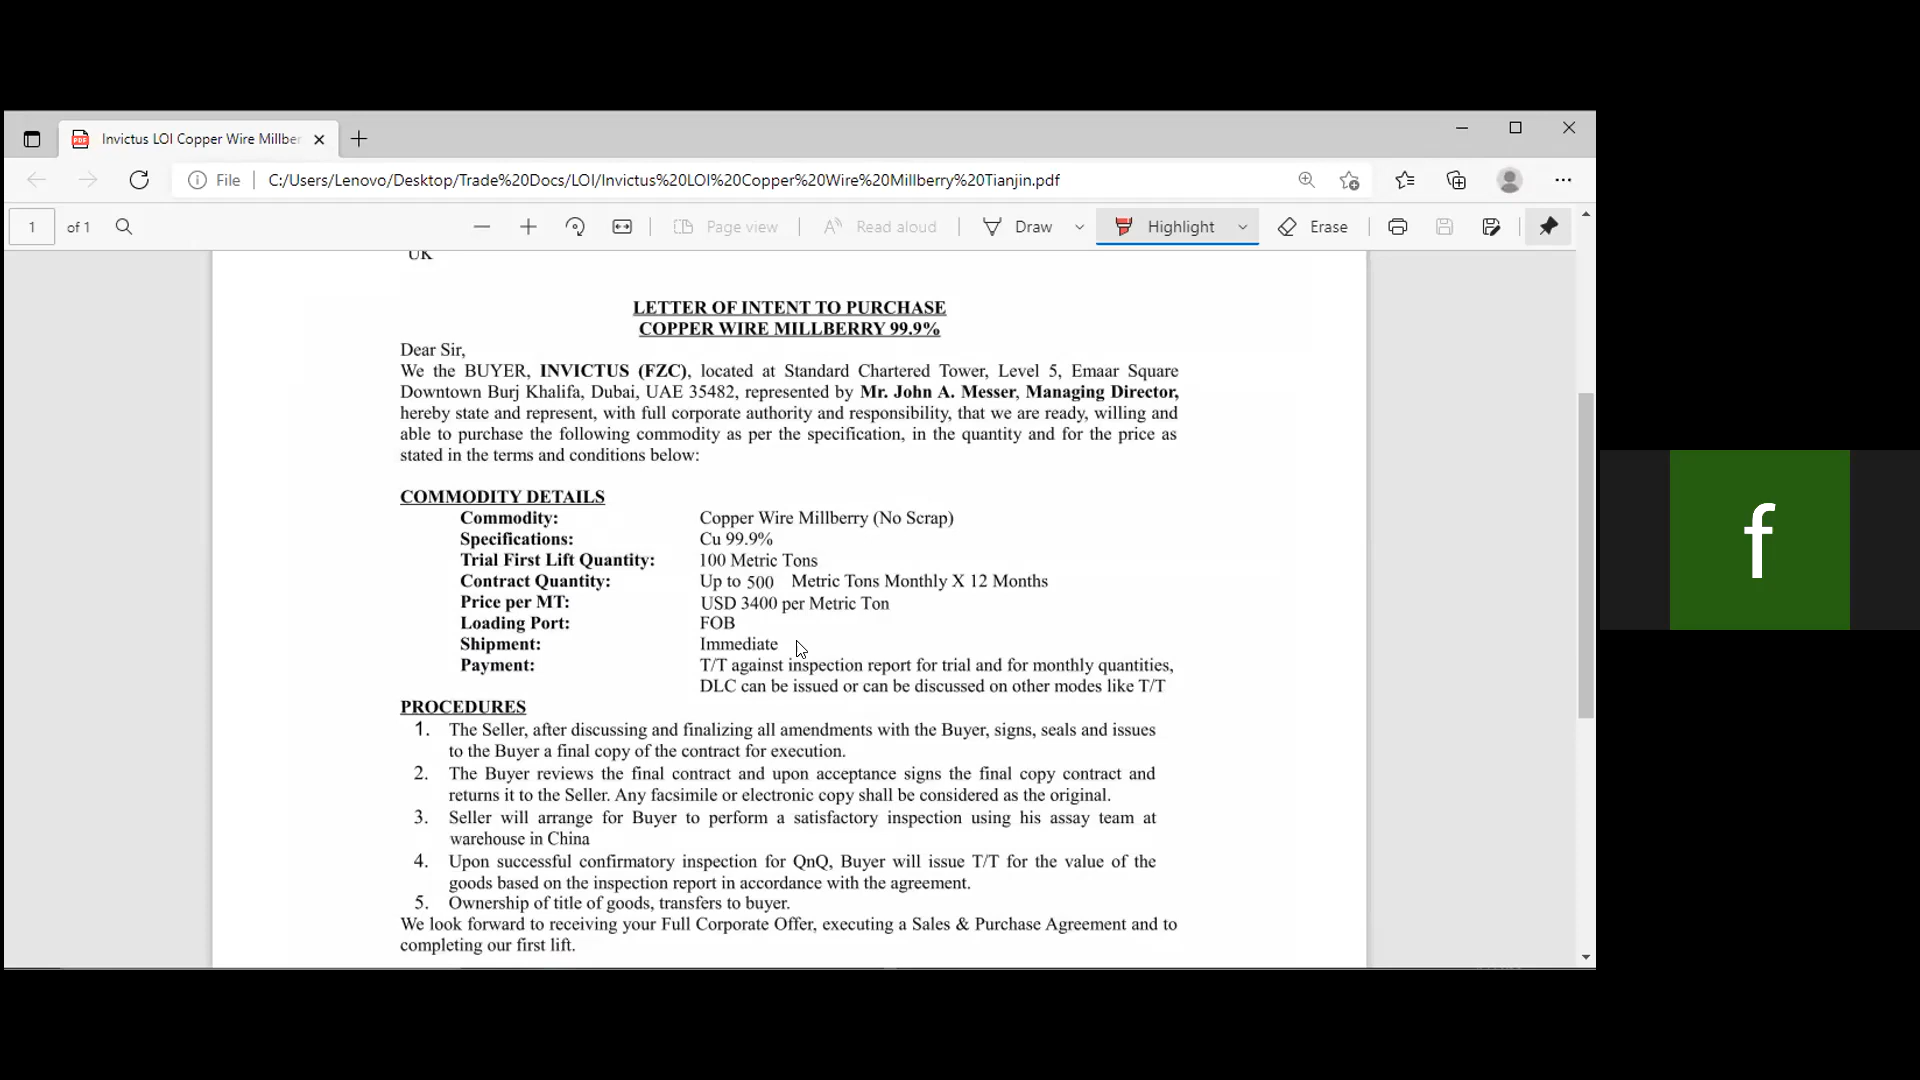 Invictus LOI Copper Wire Millber
File
C:/Users/Lenovo/Desktop/Trade%20Docs/LOI/Invictus%20LOI%20Copper%20Wire%20Millberry%20Tianjin.pdf
1 of 1
Page view
Read aloud
Draw
Highlight
Erase
UK
LETTER OF INTENT TO PURCHASE
COPPER WIRE MILLBERRY 99.9%
Dear Sir,
We the BUYER, INVICTUS (FZC), located at Standard Chartered Tower, Level 5, Emaar Square
Downtown Burj Khalifa, Dubai, UAE 35482, represented by Mr. John A. Messer, Managing Director,
hereby state and represent, with full corporate authority and responsibility, that we are ready, willing and
able to purchase the following commodity as per the specification, in the quantity and for the price as
stated in the terms and conditions below:
COMMODITY DETAILS
Commodity: Copper Wire Millberry (No Scrap)
Specifications: Cu 99.9%
Trial First Lift Quantity: 100 Metric Tons
Contract Quantity: Up to 500 Metric Tons Monthly X 12 Months
Price per MT: USD 3400 per Metric Ton
Loading Port: FOB
Shipment: Immediate
Payment: T/T against inspection report for trial and for monthly quantities,
DLC can be issued or can be discussed on other modes like T/T
PROCEDURES
1. The Seller, after discussing and finalizing all amendments with the Buyer, signs, seals and issues
to the Buyer a final copy of the contract for execution.
2. The Buyer reviews the final contract and upon acceptance signs the final copy contract and
returns it to the Seller. Any facsimile or electronic copy shall be considered as the original.
3. Seller will arrange for Buyer to perform a satisfactory inspection using his assay team at
warehouse in China
4. Upon successful confirmatory inspection for QnQ, Buyer will issue T/T for the value of the
goods based on the inspection report in accordance with the agreement.
5. Ownership of title of goods, transfers to buyer.
We look forward to receiving your Full Corporate Offer, executing a Sales & Purchase Agreement and to
completing our first lift.
f